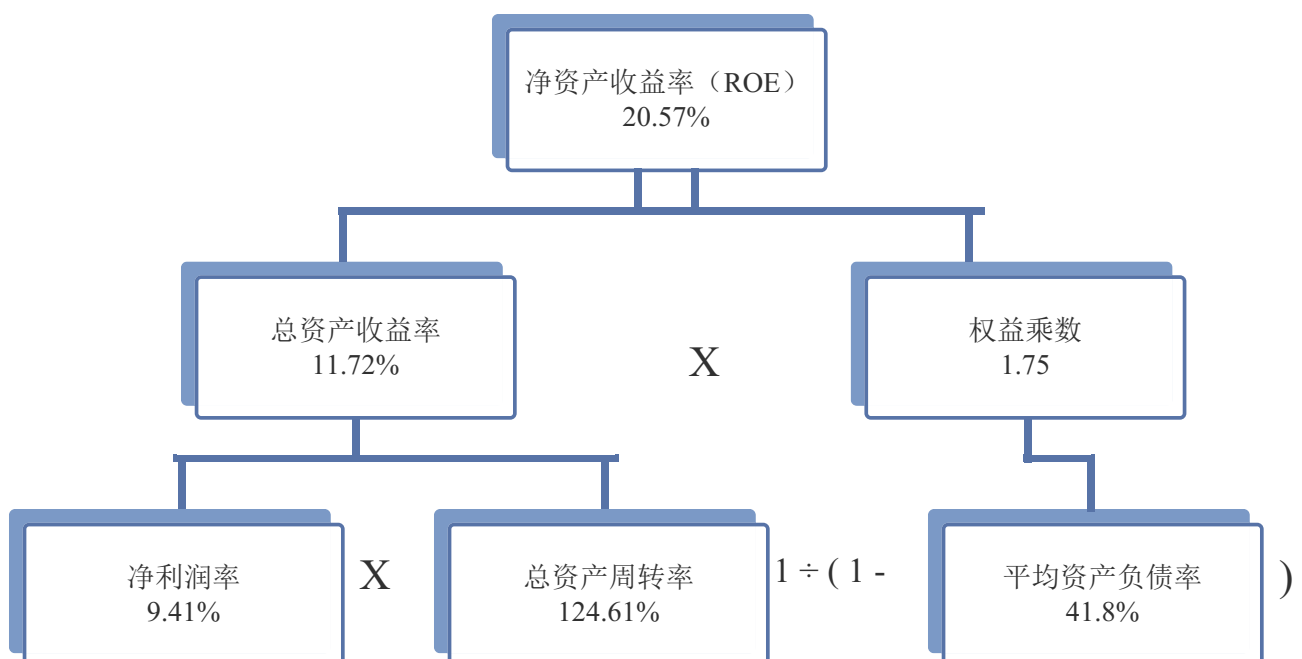 净资产收益率（ROE）
20.57%
总资产收益率
11.72%
X
权益乘数
1.75
净利润率
9.41%
X
总资产周转率
124.61%
1 ÷ ( 1 -
平均资产负债率
41.8%
)